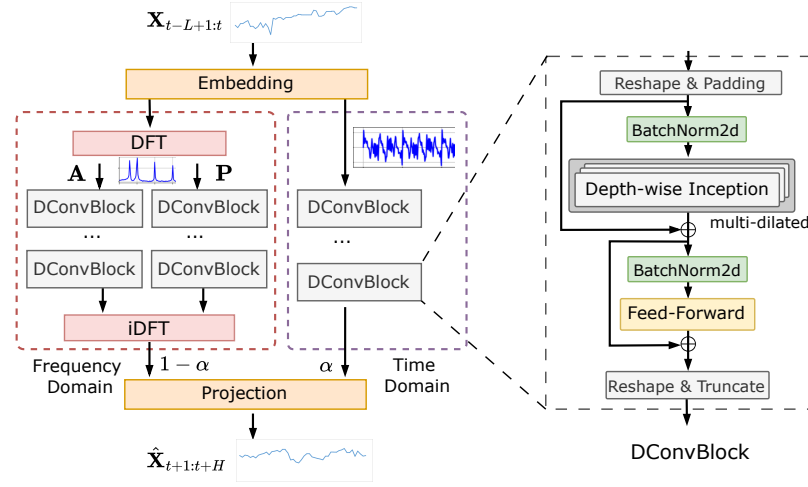 X_{t-L+1:t}
Embedding
DFT
A
P
DConvBlock DConvBlock
... ...
DConvBlock DConvBlock
iDFT
Frequency
Domain
1 − α
DConvBlock
...
DConvBlock
α
Time
Domain
Projection
X̂_{t+1:t+H}
Reshape & Padding
BatchNorm2d
Depth-wise Inception
multi-dilated
BatchNorm2d
Feed-Forward
Reshape & Truncate
DConvBlock